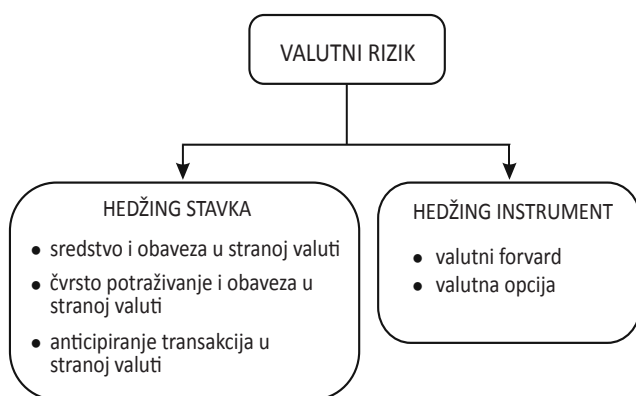 VALUTNI RIZIK
HEDŽING STAVKA
• sredstvo i obaveza u stranoj valuti
• čvrsto potraživanje i obaveza u
stranoj valuti
• anticipiranje transakcija u
stranoj valuti
HEDŽING INSTRUMENT
• valutni forvard
• valutna opcija